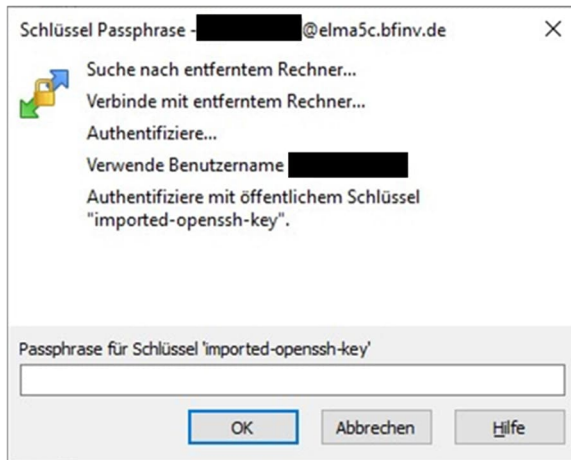 Schlüssel Passphrase - @elma5c.bfinv.de
Suche nach entferntem Rechner...
Verbinde mit entferntem Rechner...
Authentifiziere...
Verwende Benutzername
Authentifiziere mit öffentlichem Schlüssel
"imported-openssh-key".
Passphrase für Schlüssel 'imported-openssh-key'
OK Abbrechen Hilfe